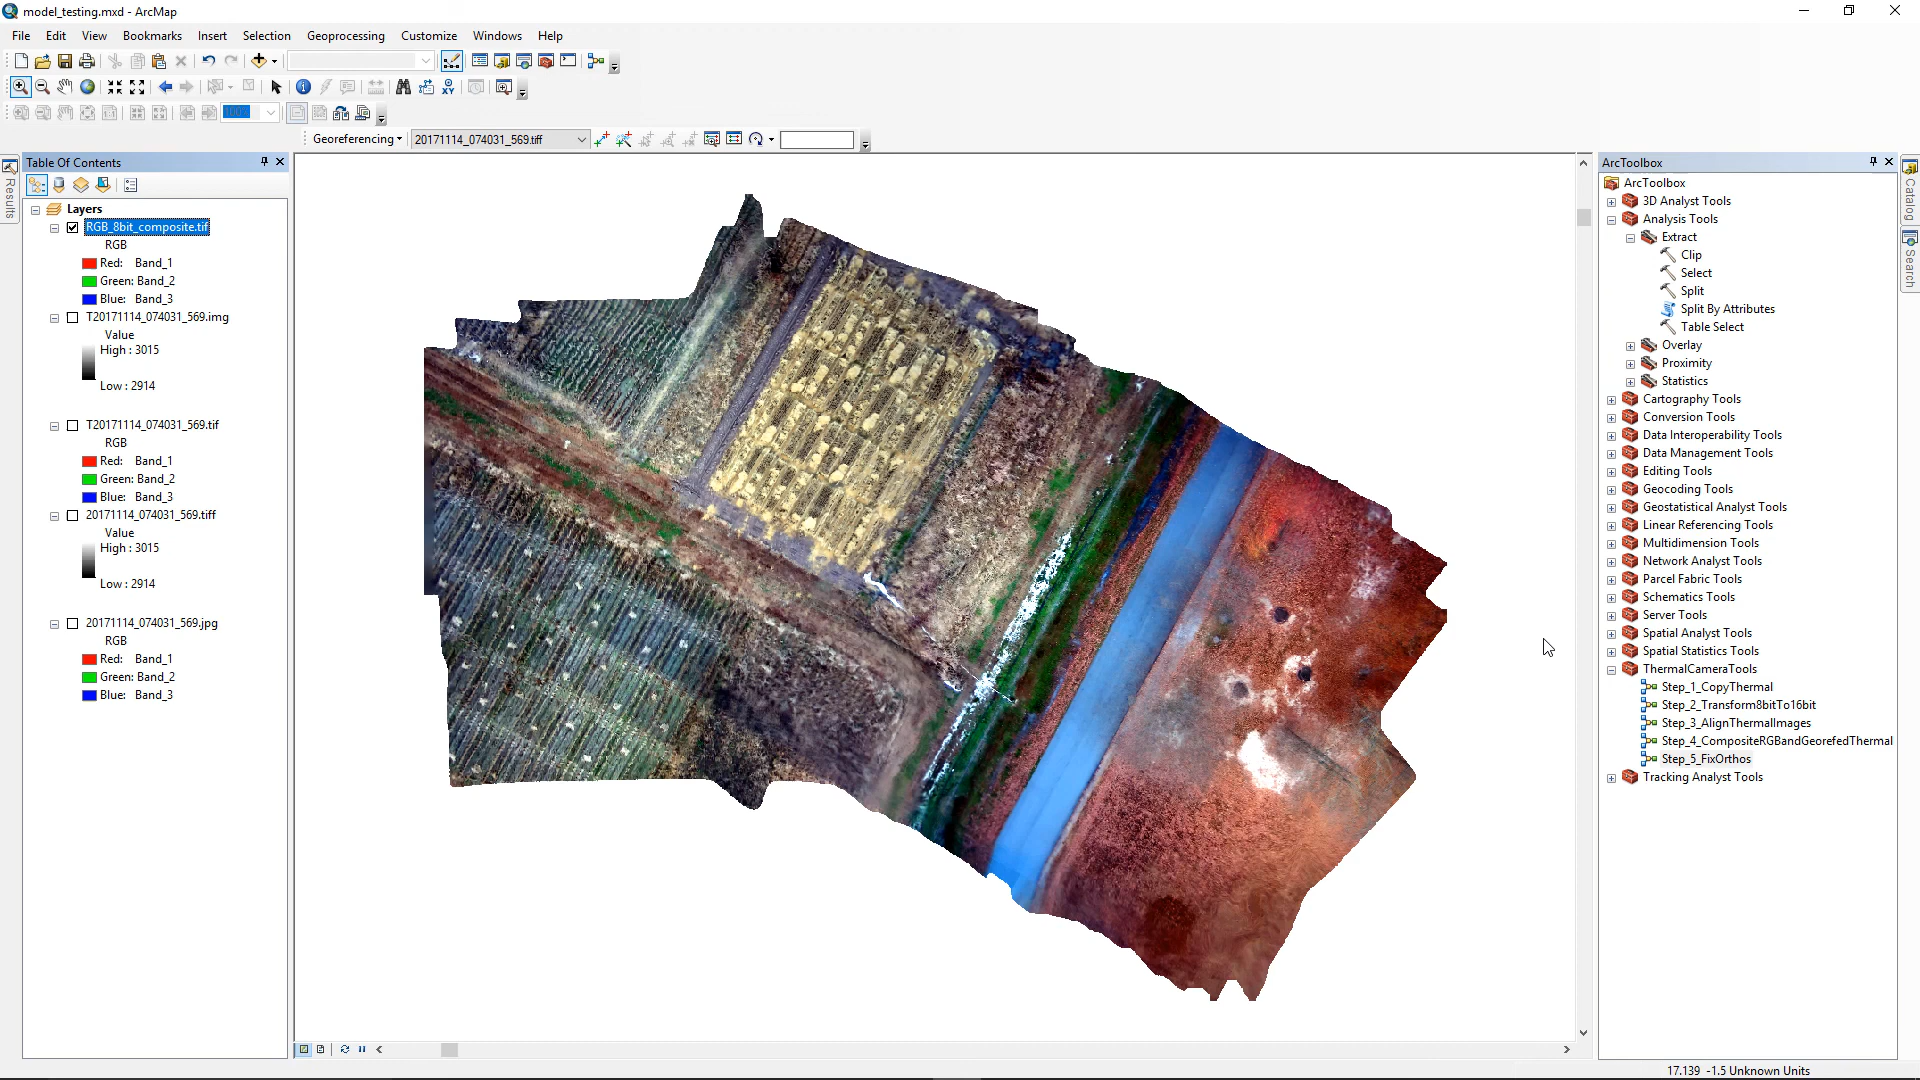 model_testing.mxd - ArcMap
File Edit View Bookmarks Insert Selection Geoprocessing Customize Windows Help
100%
Georeferencing 20171114_074031_569.tiff
Table Of Contents
Layers
RGB_8bit_composite.tif
RGB
Red: Band_1
Green: Band_2
Blue: Band_3
T20171114_074031_569.img
Value
High : 3015
Low : 2914
T20171114_074031_569.tif
RGB
Red: Band_1
Green: Band_2
Blue: Band_3
20171114_074031_569.tiff
Value
High : 3015
Low : 2914
20171114_074031_569.jpg
RGB
Red: Band_1
Green: Band_2
Blue: Band_3
Results
ArcToolbox
ArcToolbox
3D Analyst Tools
Analysis Tools
Extract
Clip
Select
Split
Split By Attributes
Table Select
Overlay
Proximity
Statistics
Cartography Tools
Conversion Tools
Data Interoperability Tools
Data Management Tools
Editing Tools
Geocoding Tools
Geostatistical Analyst Tools
Linear Referencing Tools
Multidimension Tools
Network Analyst Tools
Parcel Fabric Tools
Schematics Tools
Server Tools
Spatial Analyst Tools
Spatial Statistics Tools
ThermalCameraTools
Step_1_CopyThermal
Step_2_Transform8bitTo16bit
Step_3_AlignThermalImages
Step_4_CompositeRGBandGeorefedThermal
Step_5_FixOrthos
Tracking Analyst Tools
Catalog
Search
17.139 -1.5 Unknown Units